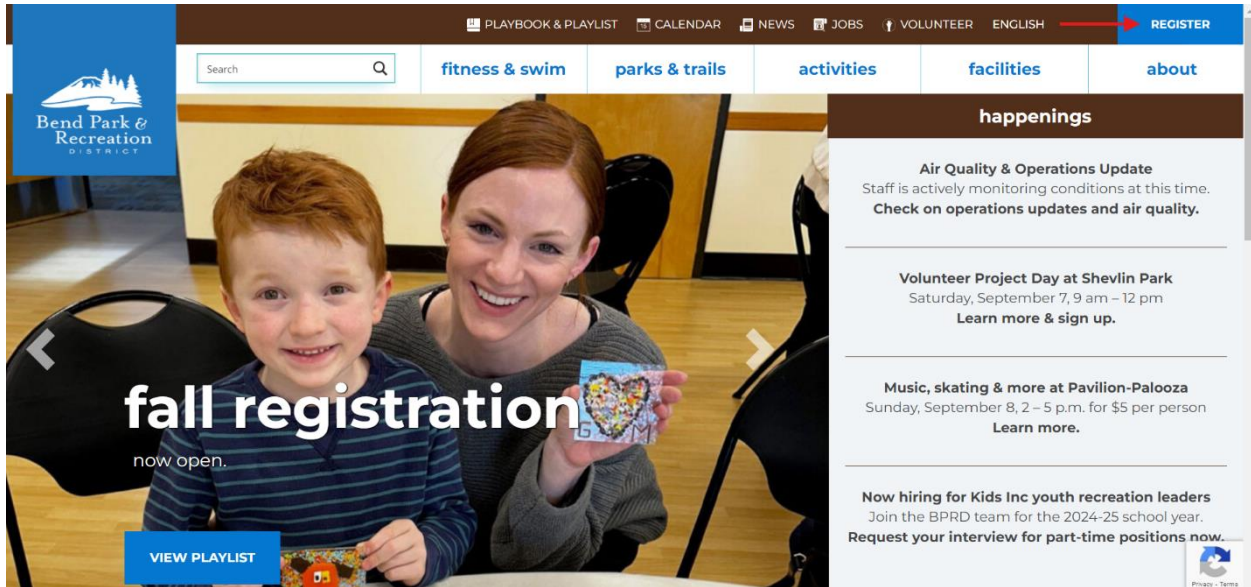 PLAYBOOK & PLAYLIST
CALENDAR
NEWS
JOBS
VOLUNTEER
ENGLISH
REGISTER
Bend Park &
Recreation
DISTRICT
Search
fitness & swim
parks & trails
activities
facilities
about
fall registration
now open.
VIEW PLAYLIST
happenings
Air Quality & Operations Update
Staff is actively monitoring conditions at this time.
Check on operations updates and air quality.
Volunteer Project Day at Shevlin Park
Saturday, September 7, 9 am – 12 pm
Learn more & sign up.
Music, skating & more at Pavilion-Palooza
Sunday, September 8, 2 – 5 p.m. for $5 per person
Learn more.
Now hiring for Kids Inc youth recreation leaders
Join the BPRD team for the 2024-25 school year.
Request your interview for part-time positions now.
Privacy - Terms